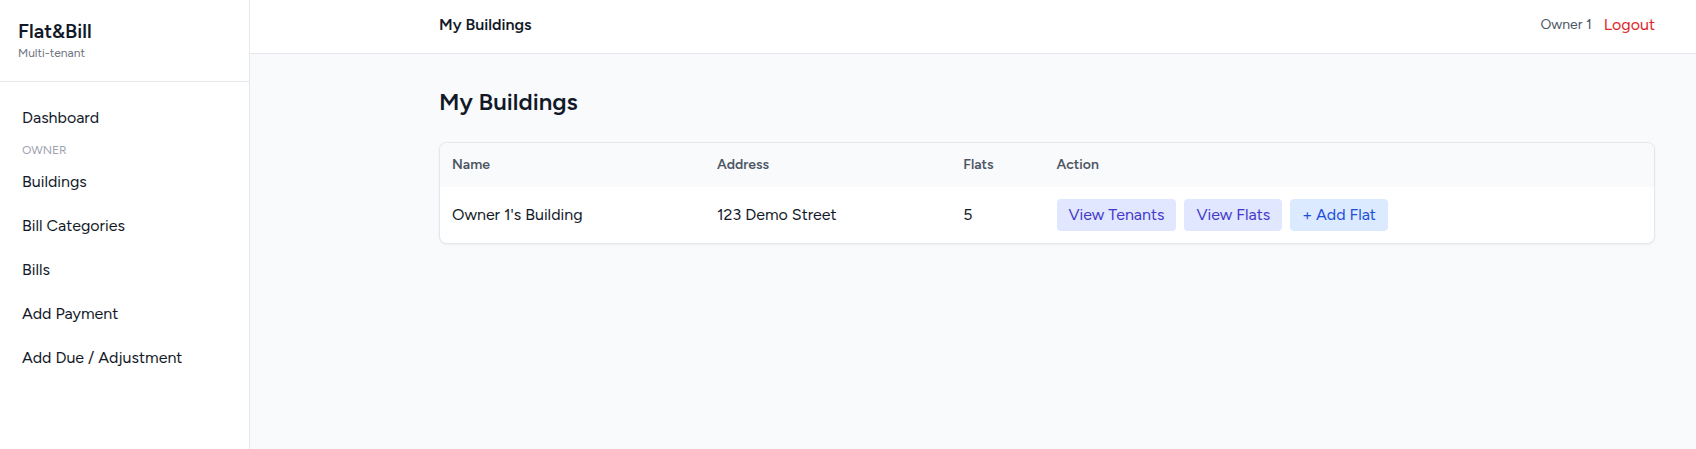 Flat&Bill
Multi-tenant
Dashboard
OWNER
Buildings
Bill Categories
Bills
Add Payment
Add Due / Adjustment
My Buildings
Owner 1 Logout
My Buildings
Name Address Flats Action
Owner 1's Building 123 Demo Street 5 View Tenants View Flats + Add Flat